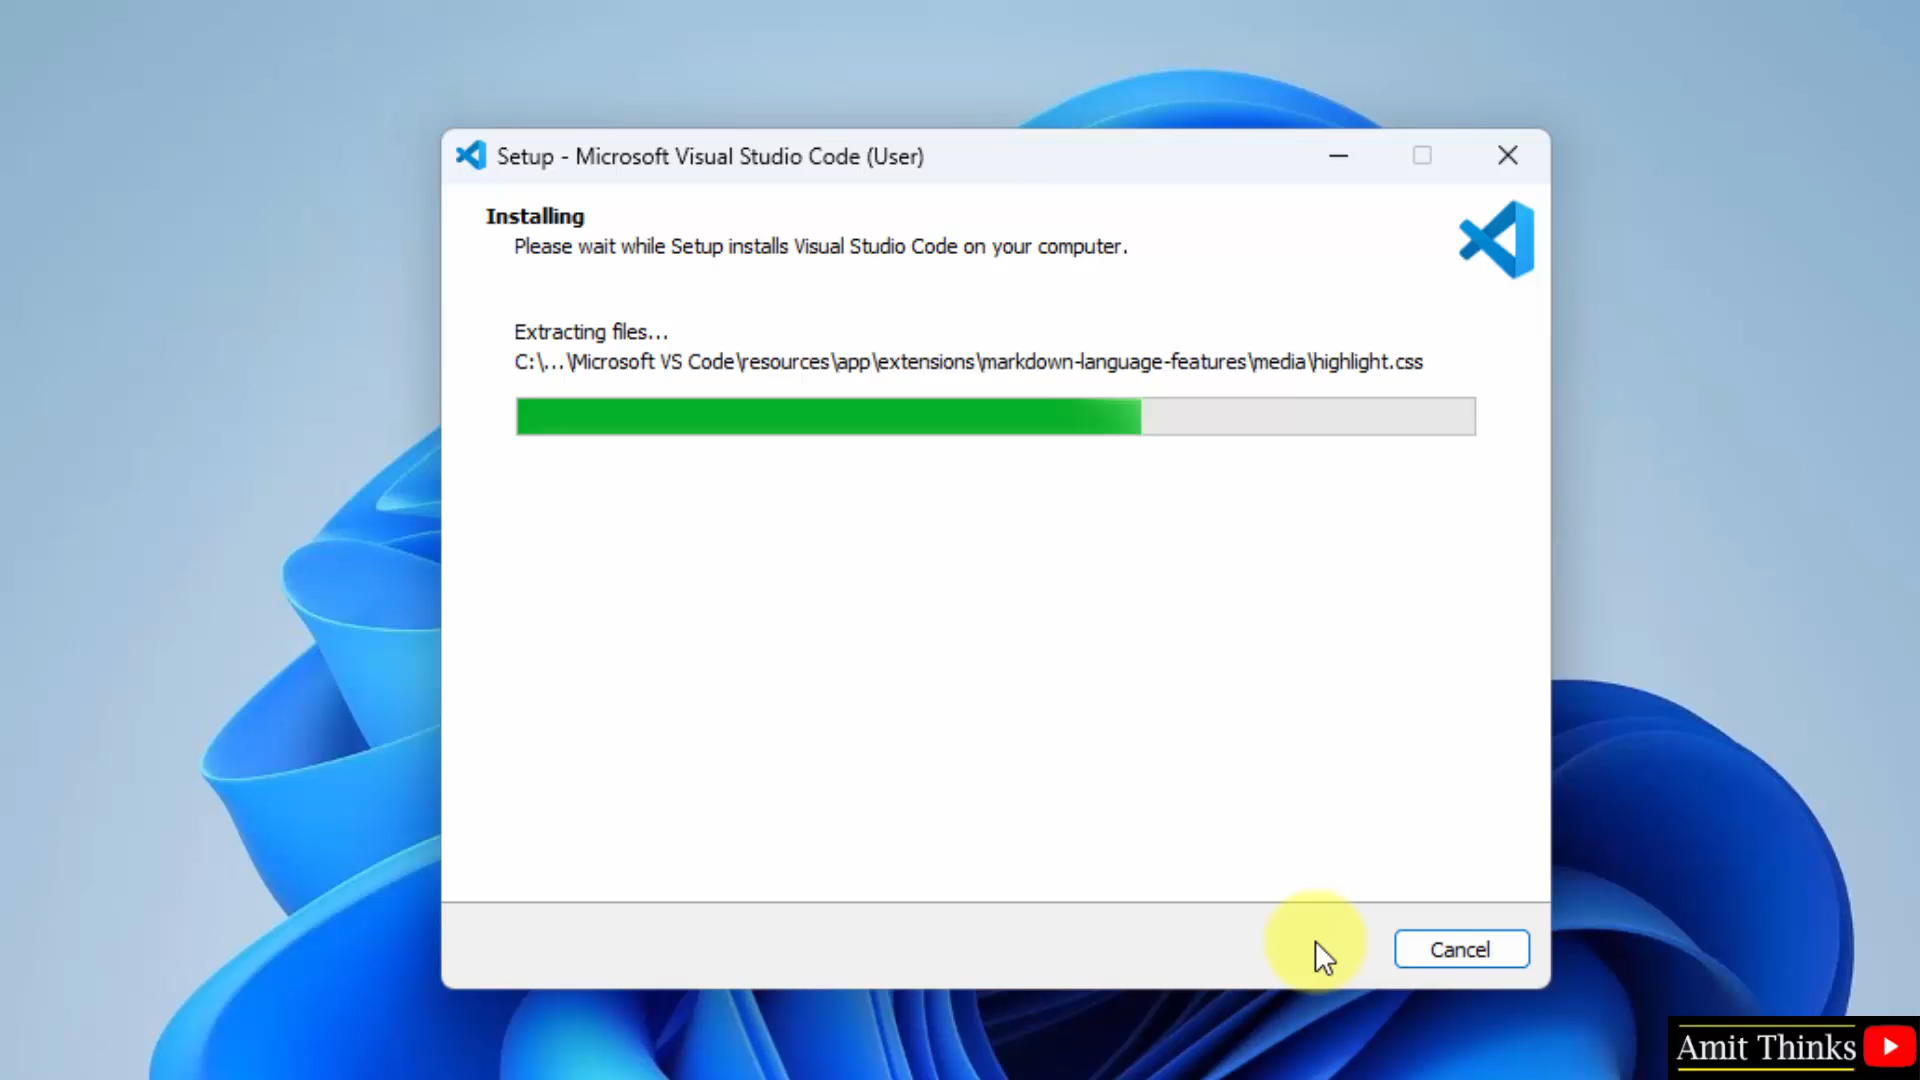 Setup - Microsoft Visual Studio Code (User)
Installing
Please wait while Setup installs Visual Studio Code on your computer.
Extracting files...
C:\...\Microsoft VS Code\resources\app\extensions\markdown-language-features\media\highlight.css
Cancel
Amit Thinks